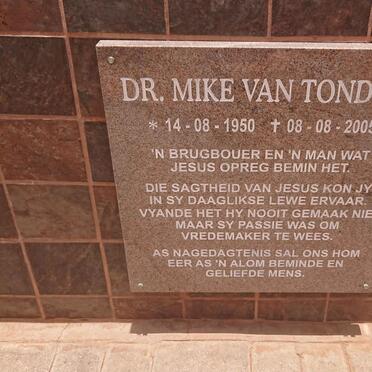 DR. MIKE VAN TOND
* 14 - 08 - 1950 ✝ 08 - 08 - 2005
'N BRUGBOUER EN 'N MAN WAT
JESUS OPREG BEMIN HET.
DIE SAGTHEID VAN JESUS KON JY
IN SY DAAGLIKSE LEWE ERVAAR.
VYANDE HET HY NOOIT GEMAAK NIE
MAAR SY PASSIE WAS OM
VREDEMAKER TE WEES.
AS NAGEDAGTENIS SAL ONS HOM
EER AS 'N ALOM BEMINDE EN
GELIEFDE MENS.